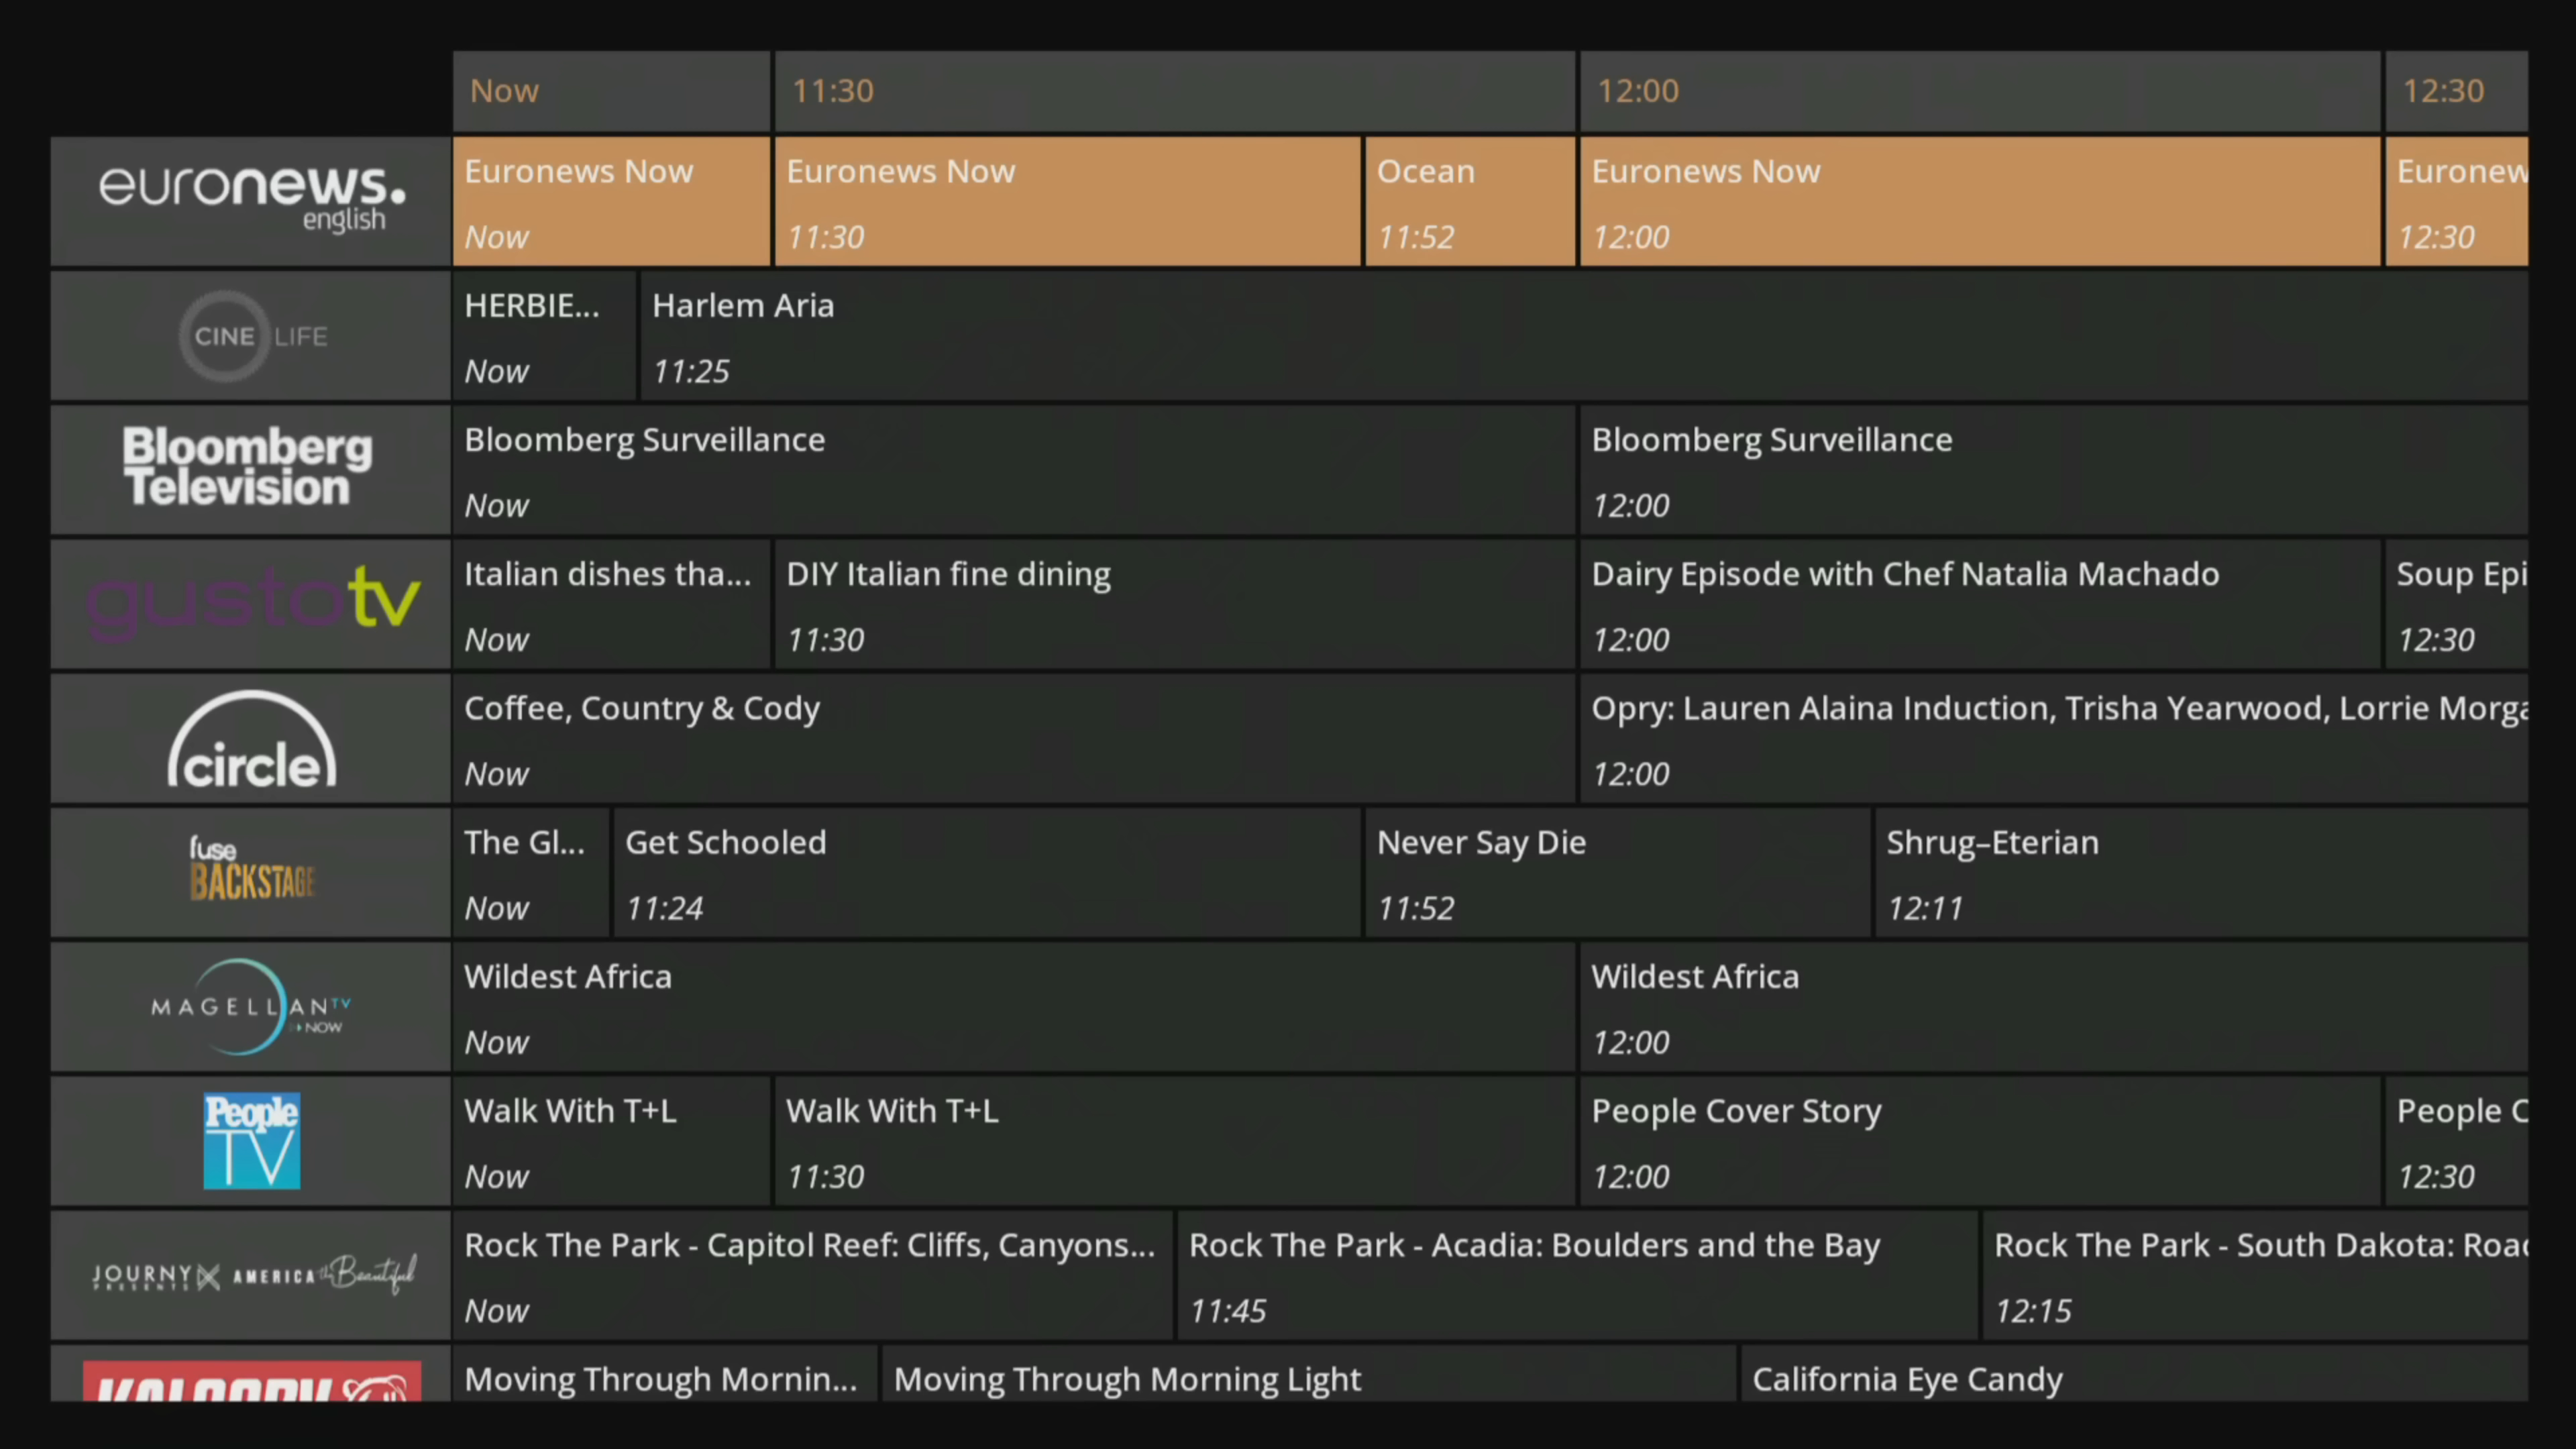 Now 11:30 12:00 12:30
euronews. english
Euronews Now Euronews Now Ocean Euronews Now Euronew
Now 11:30 11:52 12:00 12:30
CINE LIFE
HERBIE... Harlem Aria
Now 11:25
Bloomberg Television
Bloomberg Surveillance Bloomberg Surveillance
Now 12:00
gustotv
Italian dishes tha... DIY Italian fine dining Dairy Episode with Chef Natalia Machado Soup Epi
Now 11:30 12:00 12:30
circle
Coffee, Country & Cody Opry: Lauren Alaina Induction, Trisha Yearwood, Lorrie Morga
Now 12:00
fuse BACKSTAGE
The Gl... Get Schooled Never Say Die Shrug–Eterian
Now 11:24 11:52 12:11
MAGELLANTV NOW
Wildest Africa Wildest Africa
Now 12:00
People TV
Walk With T+L Walk With T+L People Cover Story People C
Now 11:30 12:00 12:30
JOURNY PRESENTS AMERICA the Beautiful
Rock The Park - Capitol Reef: Cliffs, Canyons... Rock The Park - Acadia: Boulders and the Bay Rock The Park - South Dakota: Road
Now 11:45 12:15
Moving Through Mornin... Moving Through Morning Light California Eye Candy